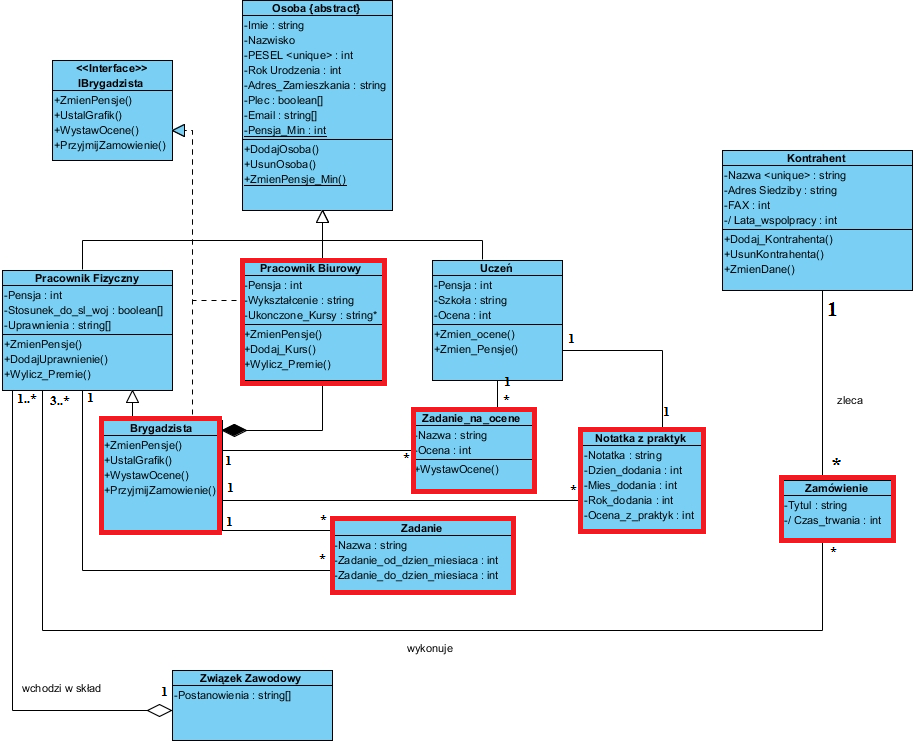 Osoba {abstract}
-Imie : string
-Nazwisko
-PESEL <unique> : int
-Rok Urodzenia : int
-Adres_Zamieszkania : string
-Plec : boolean[]
-Email : string[]
-Pensja_Min : int
+DodajOsoba()
+UsunOsoba()
+ZmienPensje_Min()
<<Interface>>
IBrygadzista
+ZmienPensje()
+UstalGrafik()
+WystawOcene()
+PrzyjmijZamowienie()
Kontrahent
-Nazwa <unique> : string
-Adres Siedziby : string
-FAX : int
-/ Lata_wspolpracy : int
+Dodaj_Kontrahenta()
+UsunKontrahenta()
+ZmienDane()
Pracownik Fizyczny
-Pensja : int
-Stosunek_do_sl_woj : boolean[]
-Uprawnienia : string[]
+ZmienPensje()
+DodajUprawnienie()
+Wylicz_Premie()
Pracownik Biurowy
-Pensja : int
-Wykształcenie : string
-Ukonczone_Kursy : string*
+ZmienPensje()
+Dodaj_Kurs()
+Wylicz_Premie()
Uczeń
-Pensja : int
-Szkoła : string
-Ocena : int
+Zmien_ocene()
+Zmien_Pensje()
1
1
1
*
1
1..*
3..*
1
zleca
*
Brygadzista
+ZmienPensje()
+UstalGrafik()
+WystawOcene()
+PrzyjmijZamowienie()
Zadanie_na_ocene
-Nazwa : string
-Ocena : int
+WystawOcene()
Notatka z praktyk
-Notatka : string
-Dzien_dodania : int
-Mies_dodania : int
-Rok_dodania : int
-Ocena_z_praktyk : int
Zamówienie
-Tytul : string
-/ Czas_trwania : int
1
*
1
*
1
*
*
*
Zadanie
-Nazwa : string
-Zadanie_od_dzien_miesiaca : int
-Zadanie_do_dzien_miesiaca : int
wykonuje
wchodzi w skład
1
Związek Zawodowy
-Postanowienia : string[]